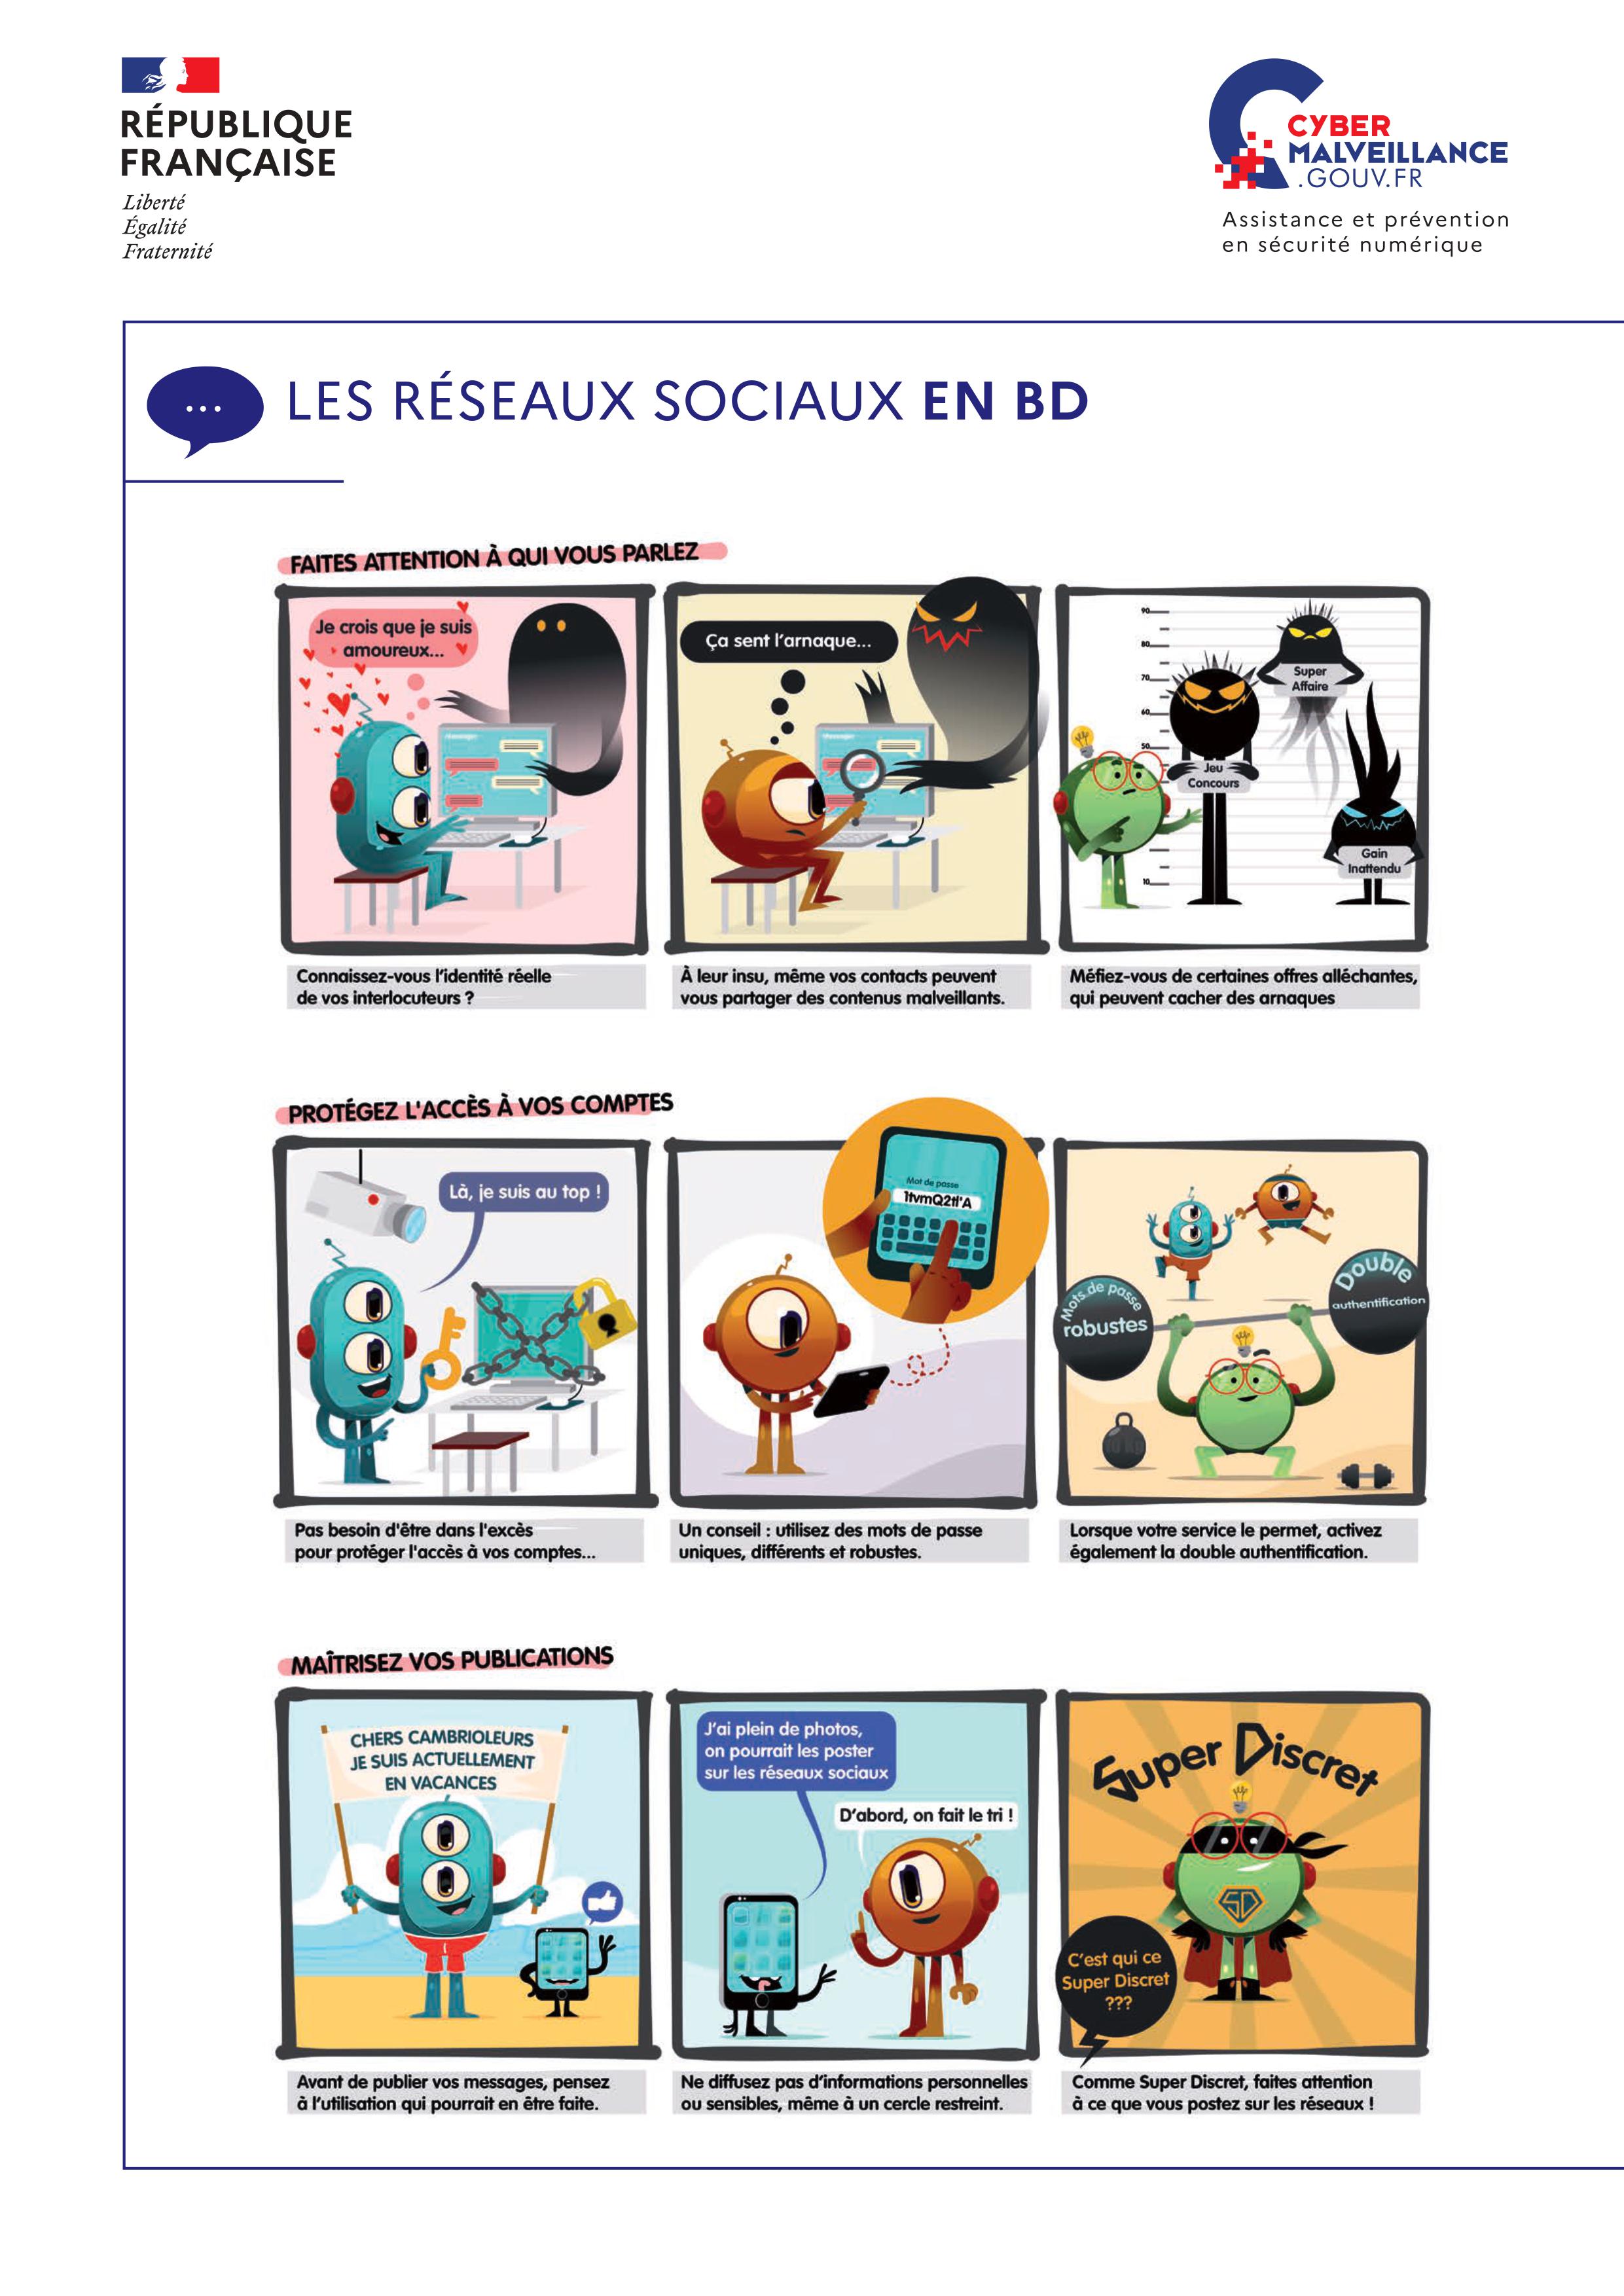 RÉPUBLIQUE
FRANÇAISE
Liberté
Égalité
Fraternité
CYBER
MALVEILLANCE
.GOUV.FR
Assistance et prévention
en sécurité numérique
...
LES RÉSEAUX SOCIAUX EN BD
FAITES ATTENTION À QUI VOUS PARLEZ
Je crois que je suis
amoureux...
Ça sent l'arnaque...
90
80
70
60
50
10
Super
Affaire
Jeu
Concours
Gain
Inattendu
Connaissez-vous l'identité réelle
de vos interlocuteurs ?
À leur insu, même vos contacts peuvent
vous partager des contenus malveillants.
Méfiez-vous de certaines offres alléchantes,
qui peuvent cacher des arnaques
PROTÉGEZ L'ACCÈS À VOS COMPTES
Là, je suis au top !
Mot de passe
1tvmQ2tl'A
Mots de passe
robustes
Double
authentification
Pas besoin d'être dans l'excès
pour protéger l'accès à vos comptes...
Un conseil : utilisez des mots de passe
uniques, différents et robustes.
Lorsque votre service le permet, activez
également la double authentification.
MAÎTRISEZ VOS PUBLICATIONS
CHERS CAMBRIOLEURS
JE SUIS ACTUELLEMENT
EN VACANCES
J'ai plein de photos,
on pourrait les poster
sur les réseaux sociaux
D'abord, on fait le tri !
Super Discret
SD
C'est qui ce
Super Discret
???
Avant de publier vos messages, pensez
à l'utilisation qui pourrait en être faite.
Ne diffusez pas d'informations personnelles
ou sensibles, même à un cercle restreint.
Comme Super Discret, faites attention
à ce que vous postez sur les réseaux !